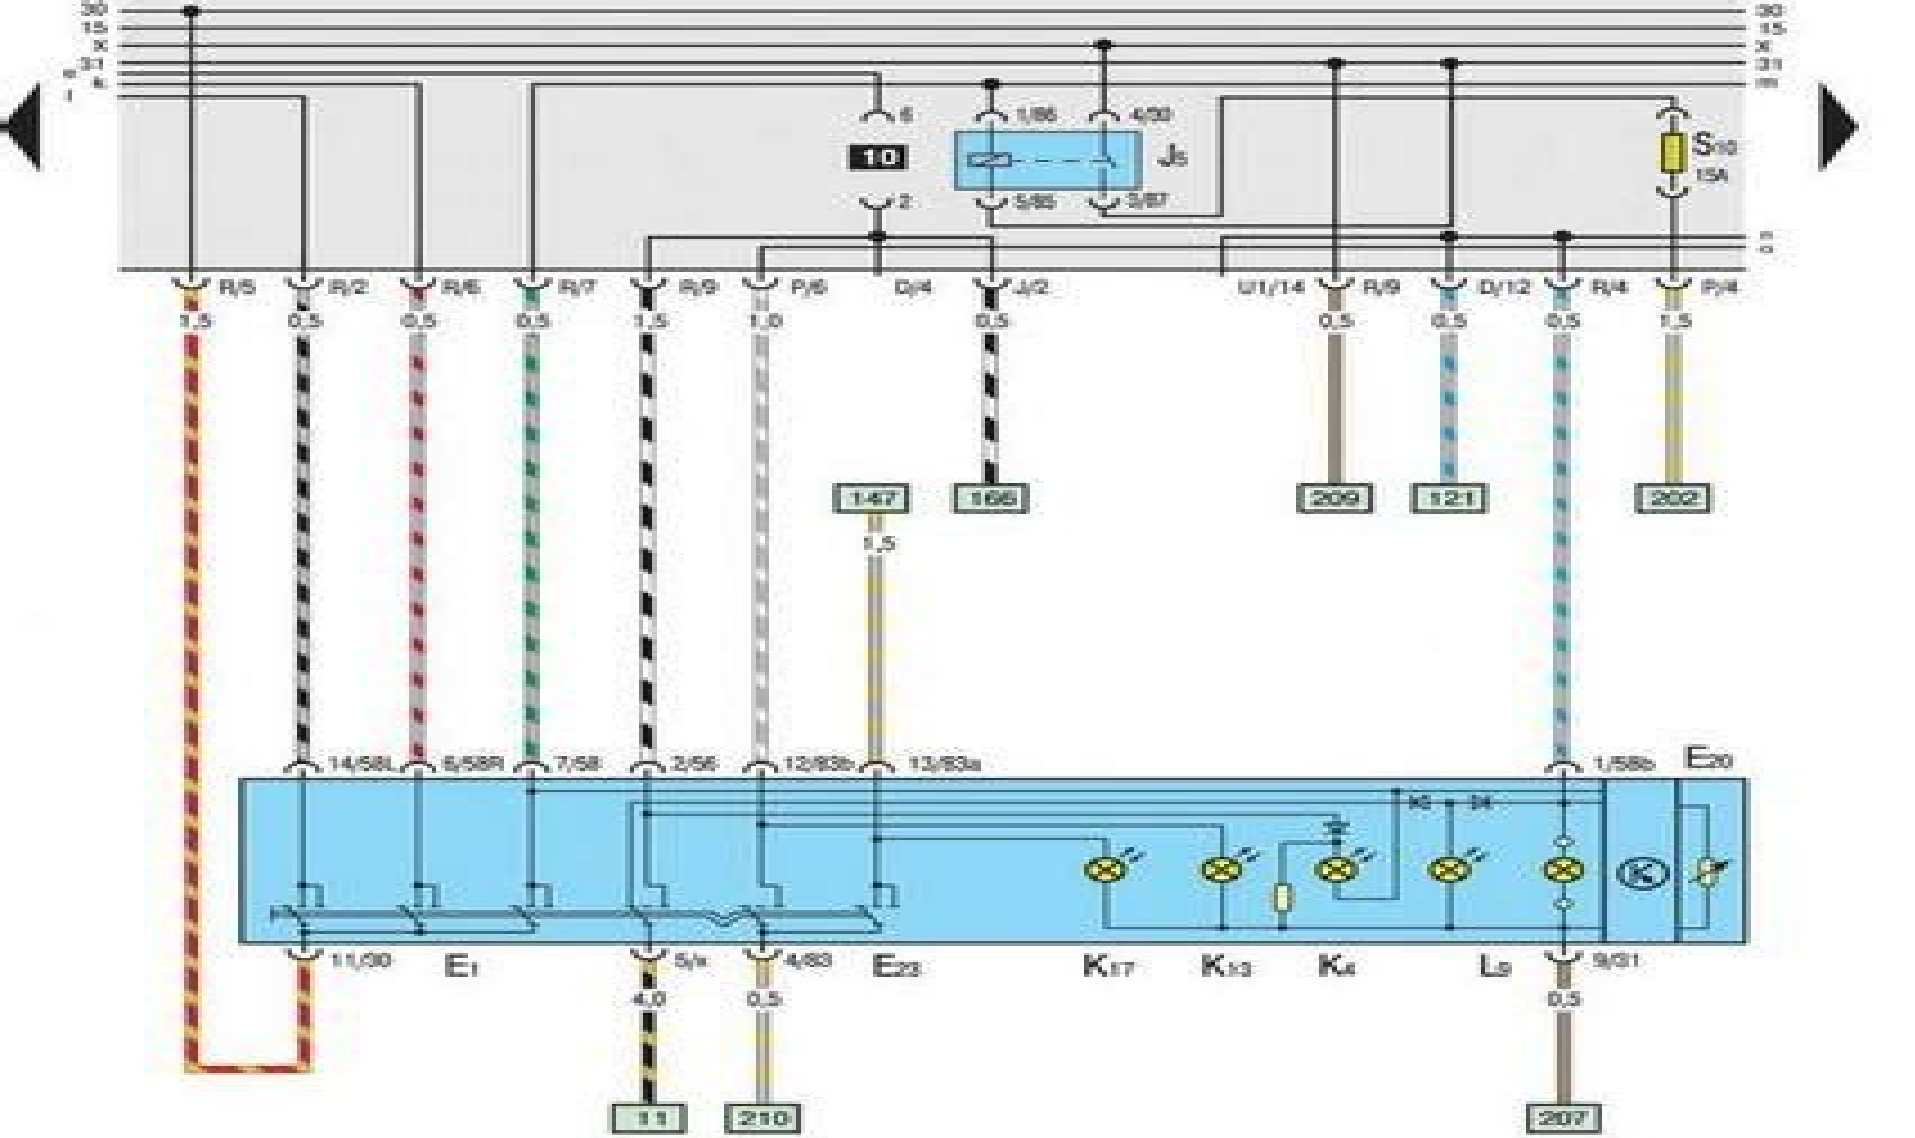 30 30
15 15
X X
31 31
6 1/86 4/30
10 J5 S10
15A
2 5/85 3/87
R/5 R/2 R/6 R/7 R/9 P/6 D/4 J/2 U1/14 R/9 D/12 R/4 P/4
1,5 0,5 0,5 0,5 1,5 1,0 0,5 0,5 0,5 0,5 1,5
147 166 209 121 202
1,5
14/58L 6/58R 7/58 2/56 12/83b 13/83a 1/58b E20
11/30 E1 5/x 4/83 E23 K17 K13 K4 L9 9/31
4,0 0,5 0,5
11 210 207